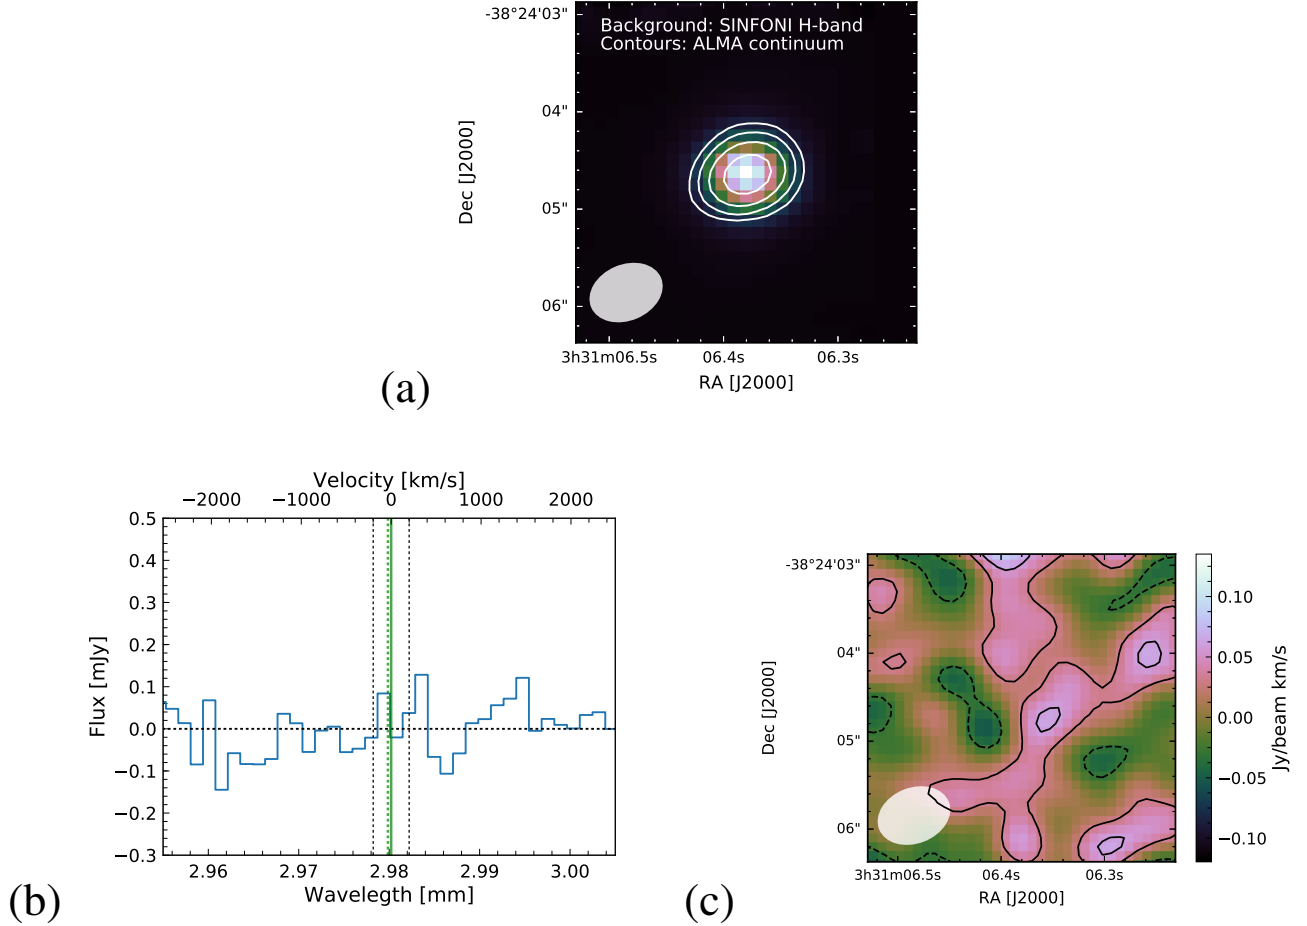 -38°24'03"
Background: SINFONI H-band
Contours: ALMA continuum
04"
Dec [J2000]
05"
06"
3h31m06.5s 06.4s 06.3s
RA [J2000]
(a)
Velocity [km/s]
−2000 −1000 0 1000 2000
0.5
0.4
0.3
0.2
0.1
0.0
−0.1
−0.2
−0.3
Flux [mJy]
2.96 2.97 2.98 2.99 3.00
Wavelegth [mm]
(b)
-38°24'03"
04"
05"
06"
Dec [J2000]
3h31m06.5s 06.4s 06.3s
RA [J2000]
0.10
0.05
0.00
−0.05
−0.10
Jy/beam km/s
(c)